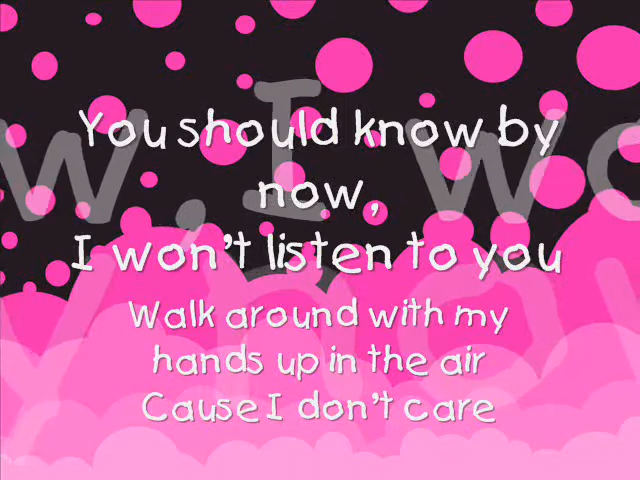 You should know by
now,
I won't listen to you
Walk around with my
hands up in the air
Cause I don't care